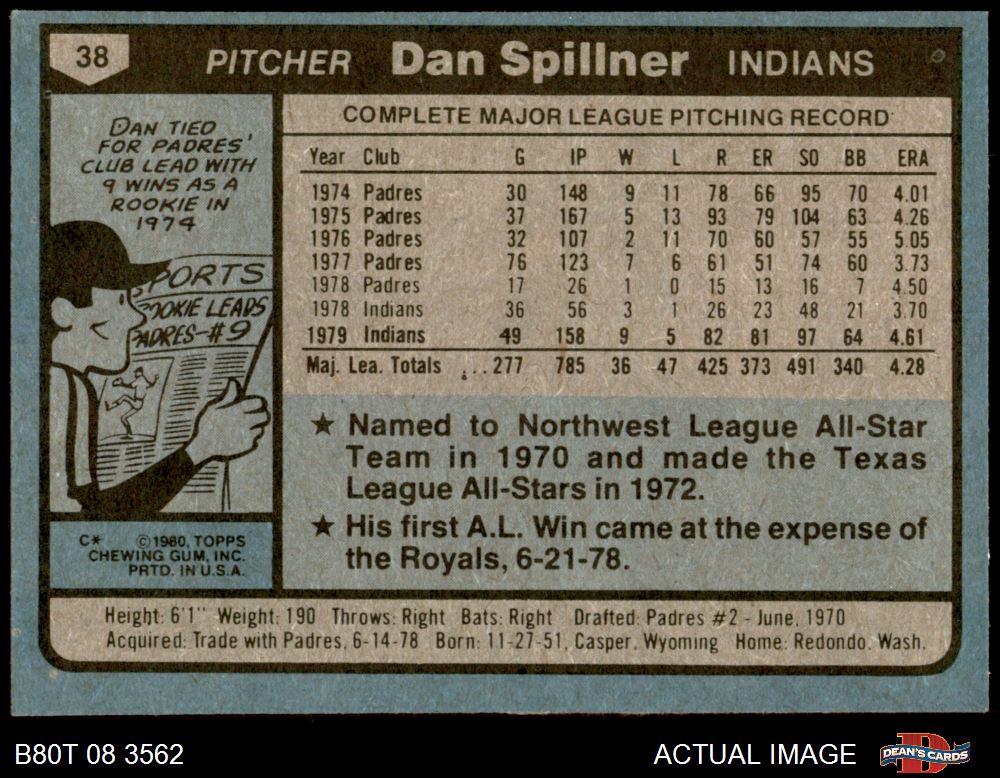 38
PITCHER Dan Spillner INDIANS
DAN TIED
FOR PADRES'
CLUB LEAD WITH
9 WINS AS A
ROOKIE IN
1974
PORTS
OOKIE LEADS
ADRES-#9
COMPLETE MAJOR LEAGUE PITCHING RECORD
Year Club G IP W L R ER SO BB ERA
1974 Padres 30 148 9 11 78 66 95 70 4.01
1975 Padres 37 167 5 13 93 79 104 63 4.26
1976 Padres 32 107 2 11 70 60 57 55 5.05
1977 Padres 76 123 7 6 61 51 74 60 3.73
1978 Padres 17 26 1 0 15 13 16 7 4.50
1978 Indians 36 56 3 1 26 23 48 21 3.70
1979 Indians 49 158 9 5 82 81 97 64 4.61
Maj. Lea. Totals ... 277 785 36 47 425 373 491 340 4.28
★ Named to Northwest League All-Star
Team in 1970 and made the Texas
League All-Stars in 1972.
★ His first A.L. Win came at the expense of
the Royals, 6-21-78.
C* ©1980, TOPPS
CHEWING GUM, INC.
PRTD. IN U.S.A.
Height: 6'1" Weight: 190 Throws: Right Bats: Right Drafted: Padres #2 - June, 1970
Acquired: Trade with Padres, 6-14-78 Born: 11-27-51, Casper, Wyoming Home: Redondo, Wash.
B80T 08 3562
ACTUAL IMAGE
DEAN'S CARDS